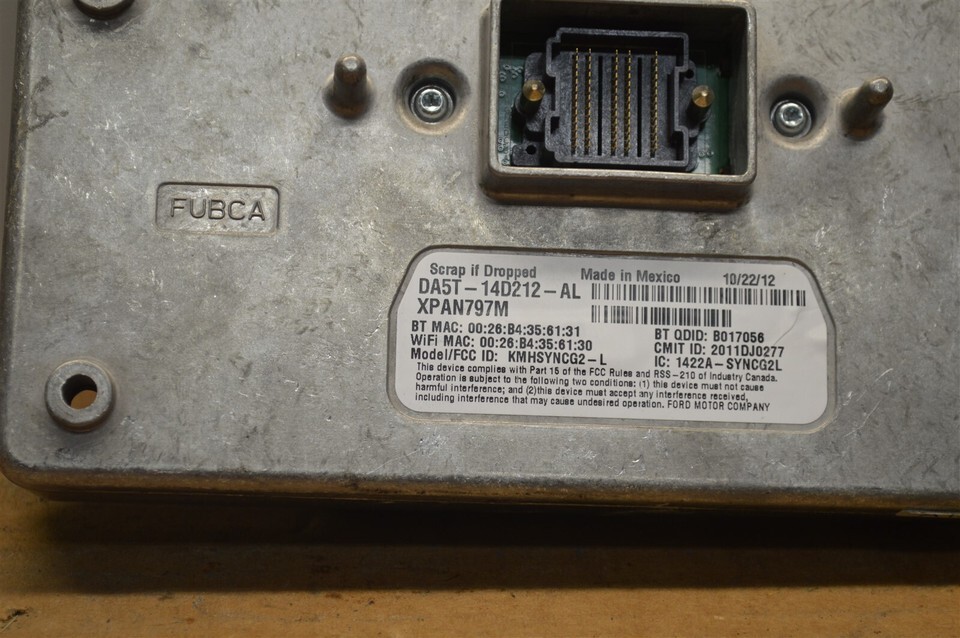 FUBCA
Scrap if Dropped Made in Mexico 10/22/12
DA5T-14D212-AL
XPAN797M
BT MAC: 00:26:B4:35:61:31 BT QDID: B017056
WiFi MAC: 00:26:B4:35:61:30 CMIT ID: 2011DJ0277
Model/FCC ID: KMHSYNCG2-L IC: 1422A-SYNCG2L
This device complies with Part 15 of the FCC Rules and RSS-210 of Industry Canada.
Operation is subject to the following two conditions: (1) this device must not cause
harmful interference; and (2)this device must accept any interference received,
including interference that may cause undesired operation. FORD MOTOR COMPANY